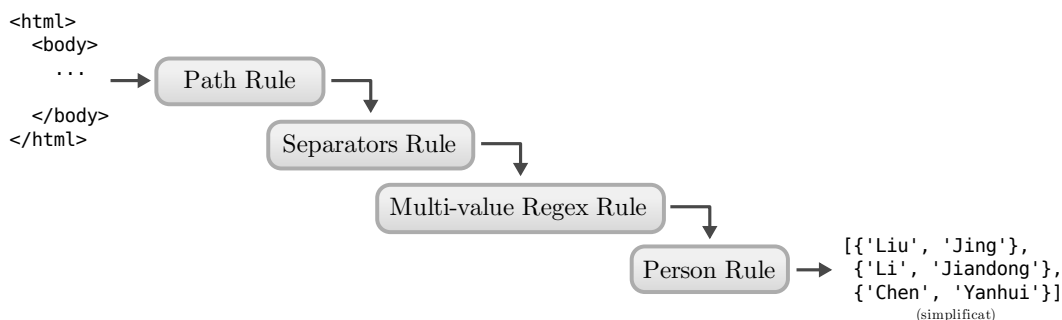 <html>
<body>
...
</body>
</html>
Path Rule
Separators Rule
Multi-value Regex Rule
Person Rule
[{'Liu', 'Jing'},
{'Li', 'Jiandong'},
{'Chen', 'Yanhui'}]
(simplificat)